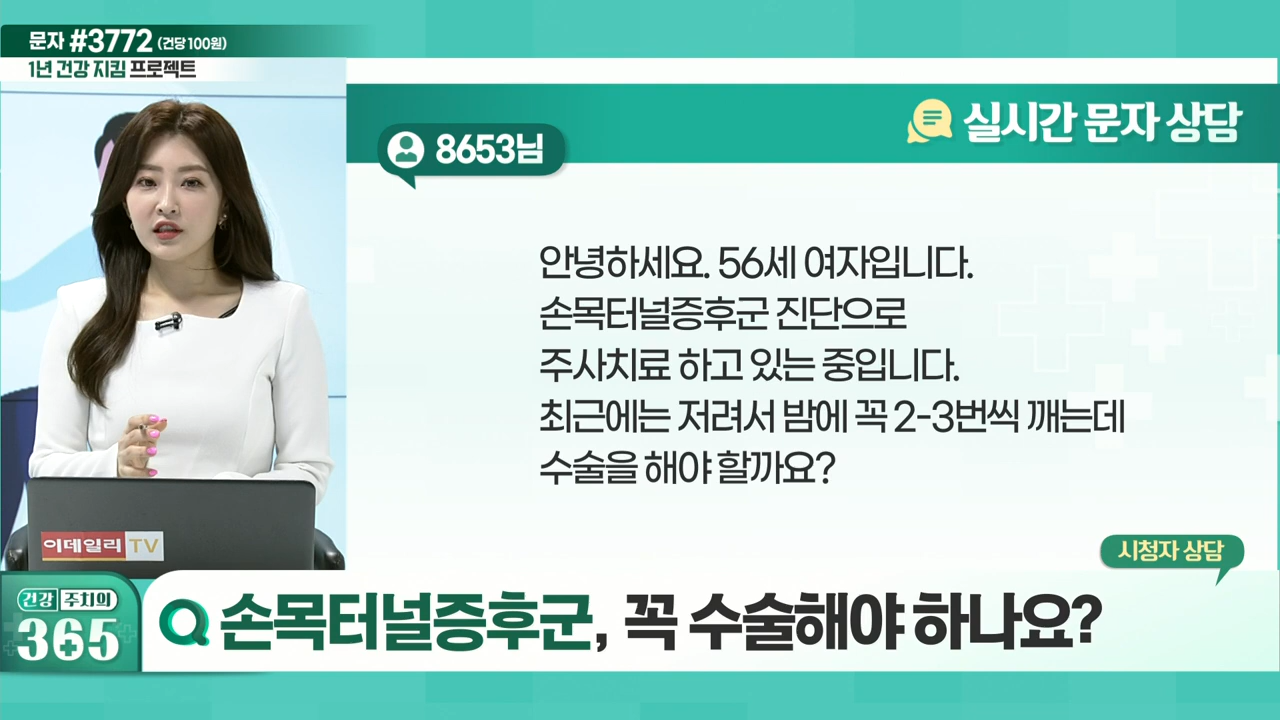 문자 #3772 (건당 100원)
1년 건강 지킴 프로젝트
실시간 문자 상담
8653님
안녕하세요. 56세 여자입니다.
손목터널증후군 진단으로
주사치료 하고 있는 중입니다.
최근에는 저려서 밤에 꼭 2-3번씩 깨는데
수술을 해야 할까요?
이데일리 TV
시청자 상담
건강 주치의
365
Q 손목터널증후군, 꼭 수술해야 하나요?